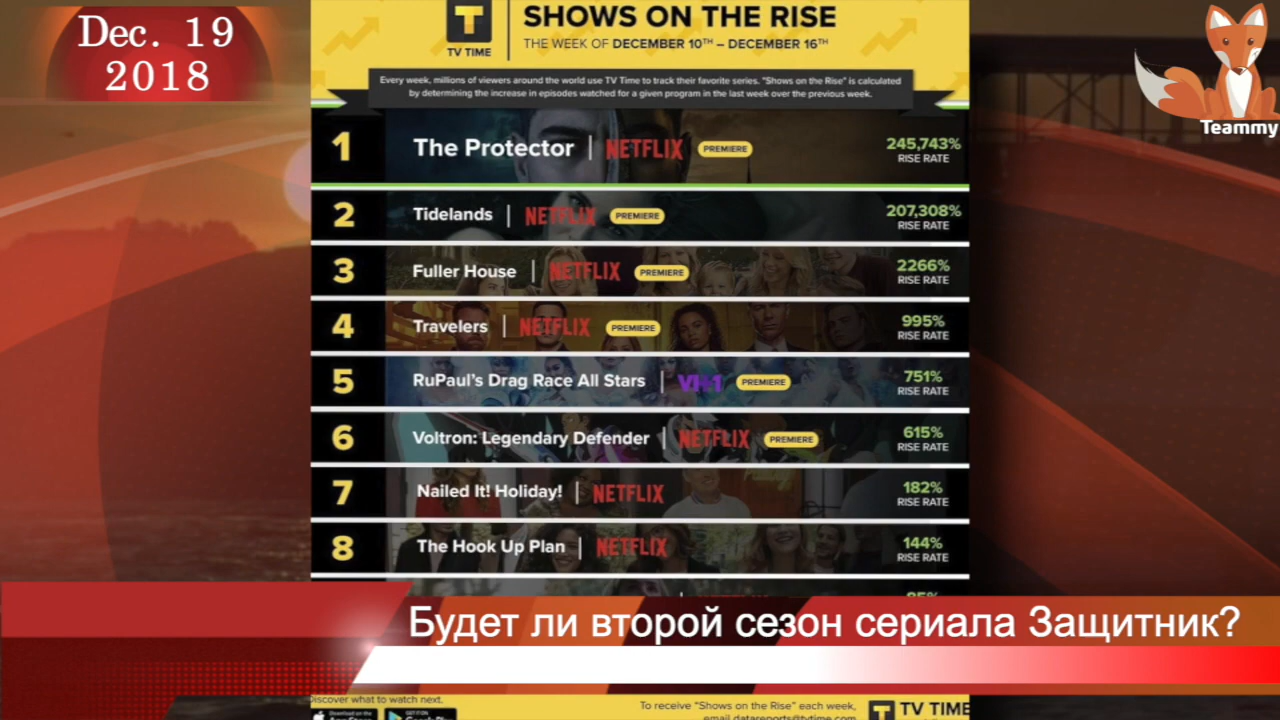 Dec. 19
2018
TV TIME
SHOWS ON THE RISE
THE WEEK OF DECEMBER 10TH – DECEMBER 16TH
Every week, millions of viewers around the world use TV Time to track their favorite series. "Shows on the Rise" is calculated
by determining the increase in episodes watched for a given program in the last week over the previous week.
Teammy
1 The Protector | NETFLIX PREMIERE 245,743%
RISE RATE
2 Tidelands | NETFLIX PREMIERE 207,308%
RISE RATE
3 Fuller House | NETFLIX PREMIERE 2266%
RISE RATE
4 Travelers | NETFLIX PREMIERE 995%
RISE RATE
5 RuPaul's Drag Race All Stars | VH1 PREMIERE 751%
RISE RATE
6 Voltron: Legendary Defender | NETFLIX PREMIERE 615%
RISE RATE
7 Nailed It! Holiday! | NETFLIX 182%
RISE RATE
8 The Hook Up Plan | NETFLIX 144%
RISE RATE
Будет ли второй сезон сериала Защитник?
Discover what to watch next.
To receive "Shows on the Rise" each week,
email datareports@tvtime.com
TV TIME